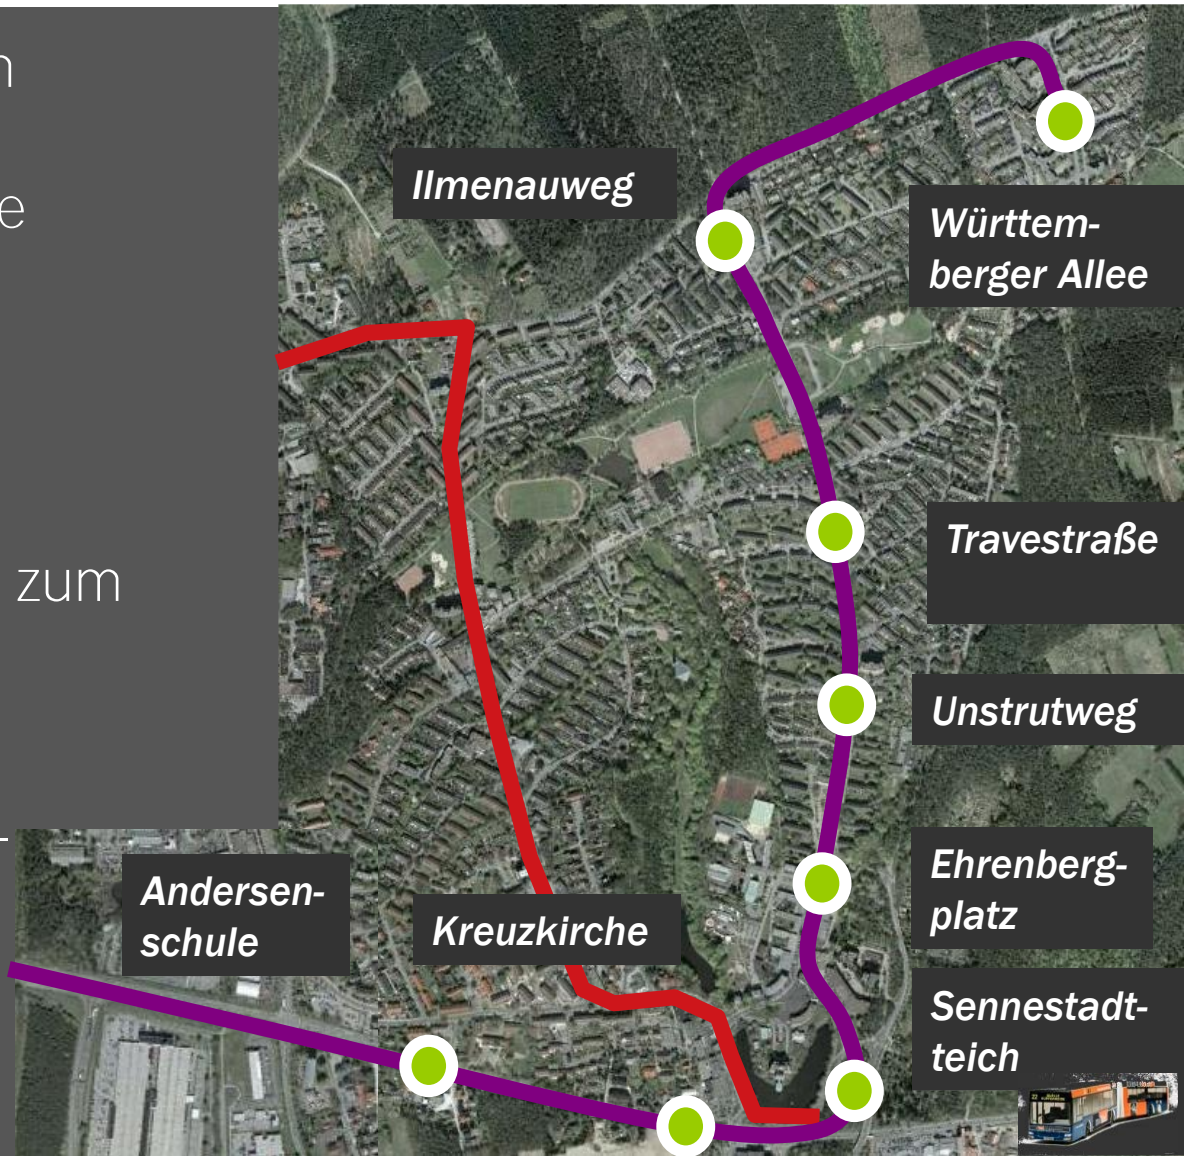 n
e
zum
Ilmenauweg
Württem-
berger Allee
Travestraße
Unstrutweg
Ehrenberg-
platz
Andersen-
schule
Kreuzkirche
Sennestadt-
teich